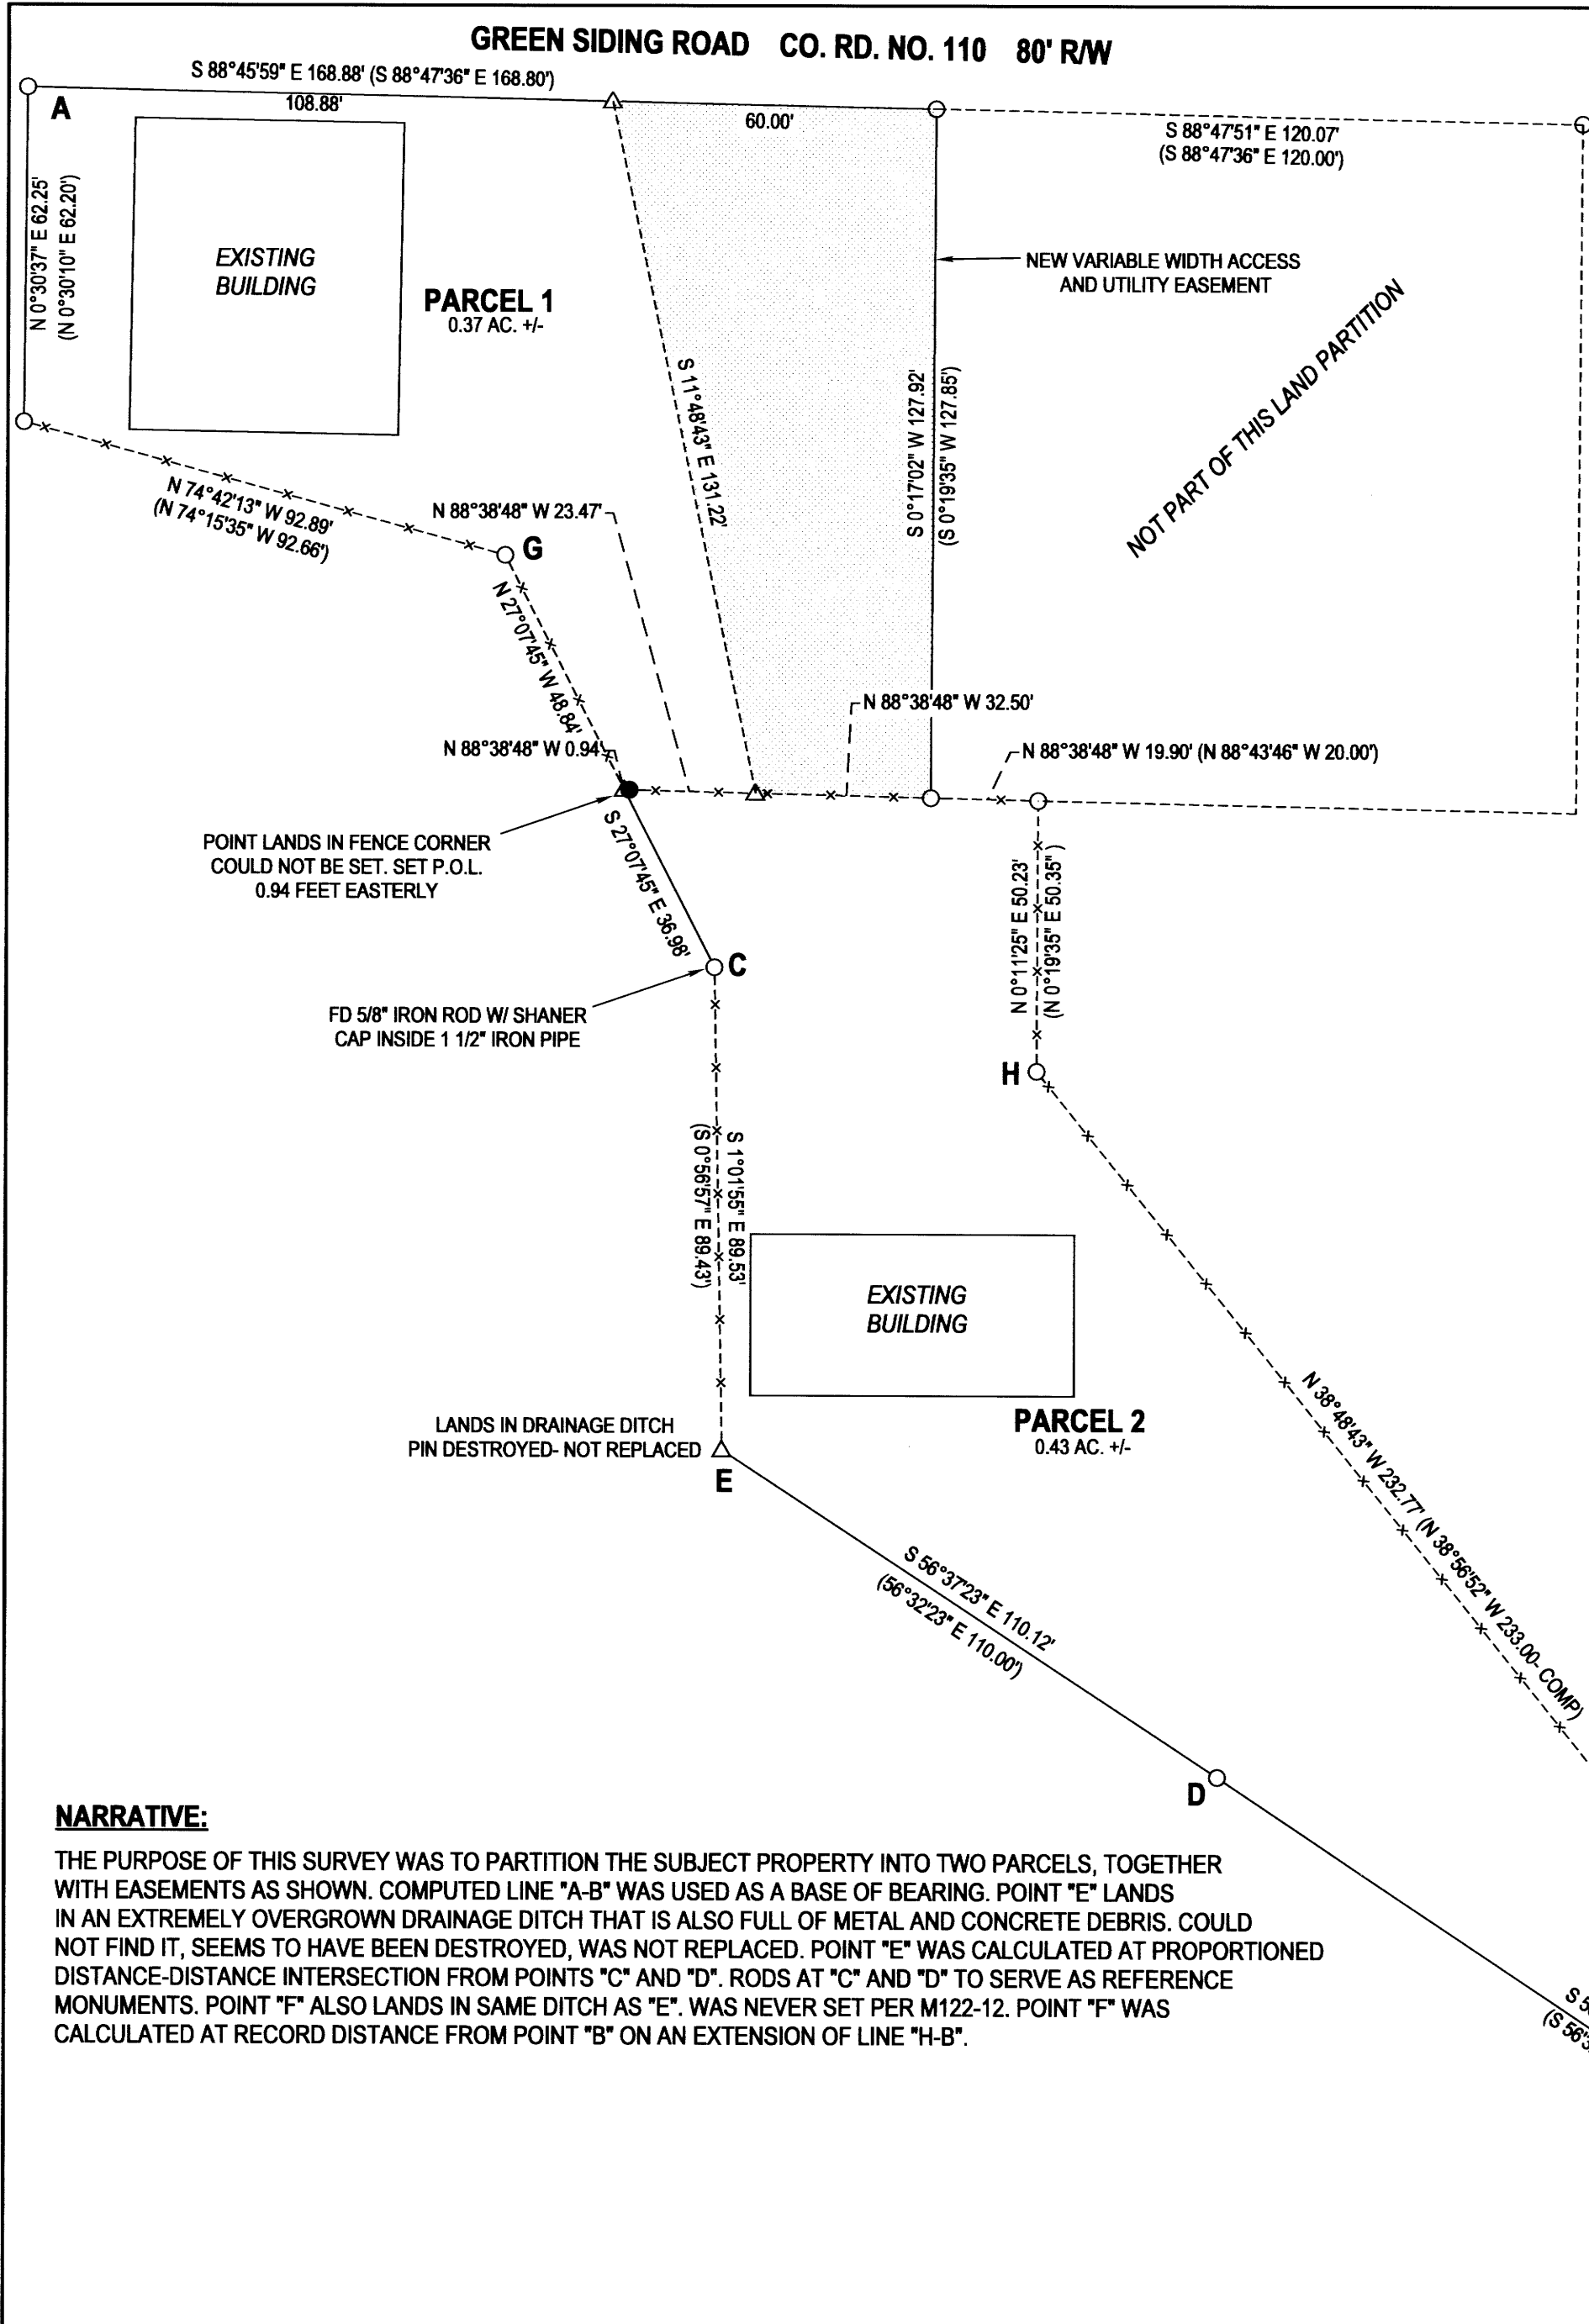 GREEN SIDING ROAD CO. RD. NO. 110 80' R/W
S 88°45'59" E 168.88' (S 88°47'36" E 168.80')
A
108.88'
60.00'
S 88°47'51" E 120.07'
(S 88°47'36" E 120.00')
N 0°30'37" E 62.25'
(N 0°30'10" E 62.20')
EXISTING
BUILDING
PARCEL 1
0.37 AC. +/-
NEW VARIABLE WIDTH ACCESS
AND UTILITY EASEMENT
NOT PART OF THIS LAND PARTITION
S 11°48'43" E 131.22'
S 0°17'02" W 127.92'
(S 0°19'35" W 127.85')
N 74°42'13" W 92.89'
(N 74°15'35" W 92.66')
N 88°38'48" W 23.47'
G
N 27°07'45" W 48.84'
N 88°38'48" W 32.50'
N 88°38'48" W 0.94'
N 88°38'48" W 19.90' (N 88°43'46" W 20.00')
POINT LANDS IN FENCE CORNER
COULD NOT BE SET. SET P.O.L.
0.94 FEET EASTERLY
S 27°07'45" E 36.98'
C
N 0°11'25" E 50.23'
(N 0°19'35" E 50.35")
FD 5/8" IRON ROD W/ SHANER
CAP INSIDE 1 1/2" IRON PIPE
H
S 1°01'55" E 89.53'
(S 0°56'57" E 89.43')
EXISTING
BUILDING
LANDS IN DRAINAGE DITCH
PIN DESTROYED- NOT REPLACED
E
PARCEL 2
0.43 AC. +/-
N 38°48'43" W 232.77' (N 38°56'52" W 233.00- COMP)
S 56°37'23" E 110.12'
(56°32'23" E 110.00')
D
NARRATIVE:
THE PURPOSE OF THIS SURVEY WAS TO PARTITION THE SUBJECT PROPERTY INTO TWO PARCELS, TOGETHER
WITH EASEMENTS AS SHOWN. COMPUTED LINE "A-B" WAS USED AS A BASE OF BEARING. POINT "E" LANDS
IN AN EXTREMELY OVERGROWN DRAINAGE DITCH THAT IS ALSO FULL OF METAL AND CONCRETE DEBRIS. COULD
NOT FIND IT, SEEMS TO HAVE BEEN DESTROYED, WAS NOT REPLACED. POINT "E" WAS CALCULATED AT PROPORTIONED
DISTANCE-DISTANCE INTERSECTION FROM POINTS "C" AND "D". RODS AT "C" AND "D" TO SERVE AS REFERENCE
MONUMENTS. POINT "F" ALSO LANDS IN SAME DITCH AS "E". WAS NEVER SET PER M122-12. POINT "F" WAS
CALCULATED AT RECORD DISTANCE FROM POINT "B" ON AN EXTENSION OF LINE "H-B".